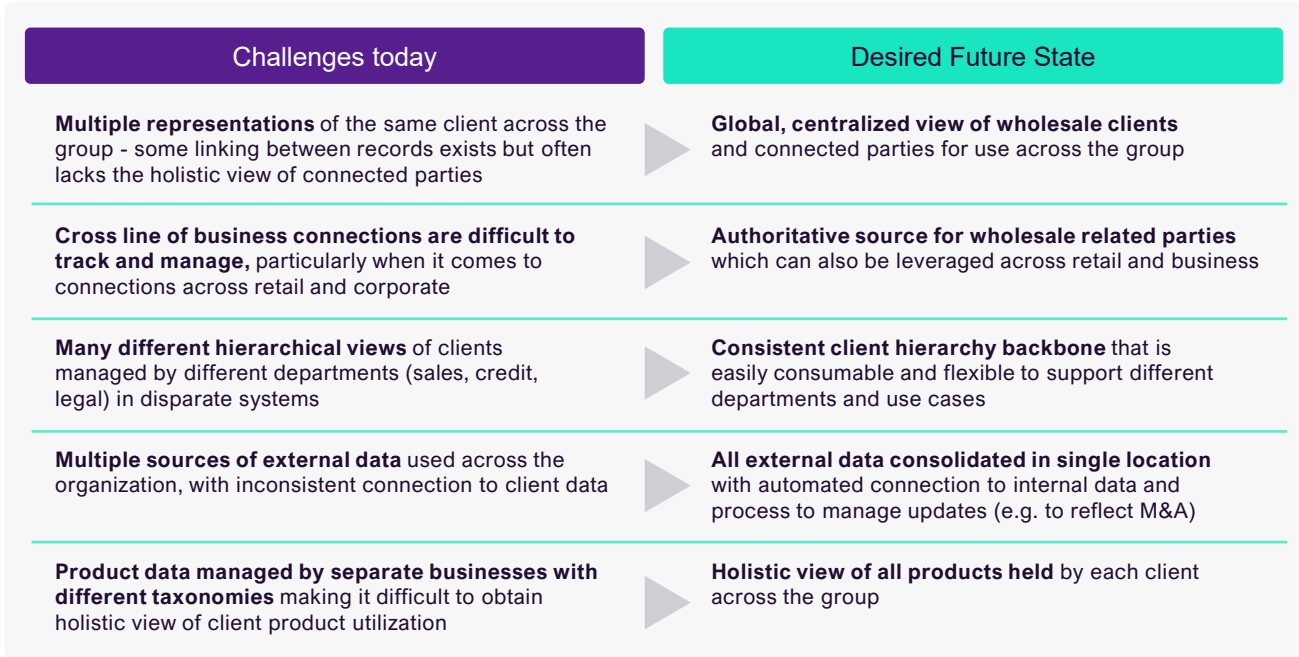 Challenges today
Desired Future State
Multiple representations of the same client across the
group - some linking between records exists but often
lacks the holistic view of connected parties
Global, centralized view of wholesale clients
and connected parties for use across the group
Cross line of business connections are difficult to
track and manage, particularly when it comes to
connections across retail and corporate
Authoritative source for wholesale related parties
which can also be leveraged across retail and business
Many different hierarchical views of clients
managed by different departments (sales, credit,
legal) in disparate systems
Consistent client hierarchy backbone that is
easily consumable and flexible to support different
departments and use cases
Multiple sources of external data used across the
organization, with inconsistent connection to client data
All external data consolidated in single location
with automated connection to internal data and
process to manage updates (e.g. to reflect M&A)
Product data managed by separate businesses with
different taxonomies making it difficult to obtain
holistic view of client product utilization
Holistic view of all products held by each client
across the group